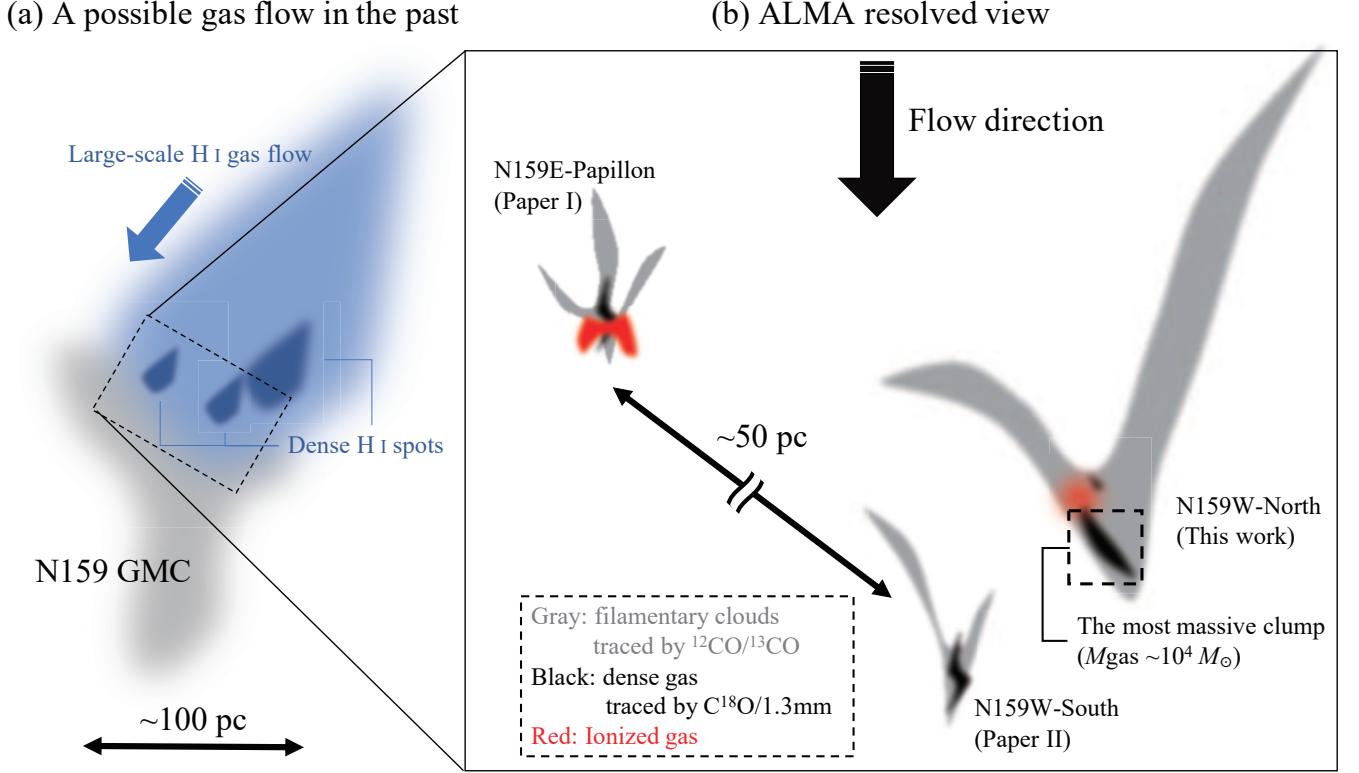 (a) A possible gas flow in the past
Large-scale H I gas flow
Dense H I spots
N159 GMC
~100 pc
(b) ALMA resolved view
Flow direction
N159E-Papillon
(Paper I)
~50 pc
N159W-North
(This work)
The most massive clump
(Mgas ~10⁴ M☉)
N159W-South
(Paper II)
Gray: filamentary clouds
traced by ¹²CO/¹³CO
Black: dense gas
traced by C¹⁸O/1.3mm
Red: Ionized gas